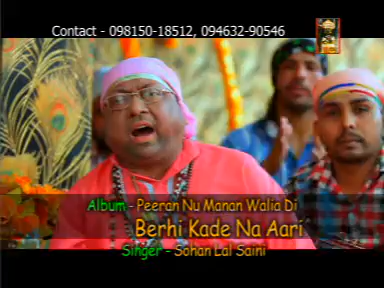 Contact - 098150-18512, 094632-90546
Album - Peeran Nu Manan Walia Di
Berhi Kade Na Aari
Singer - Sohan Lal Saini